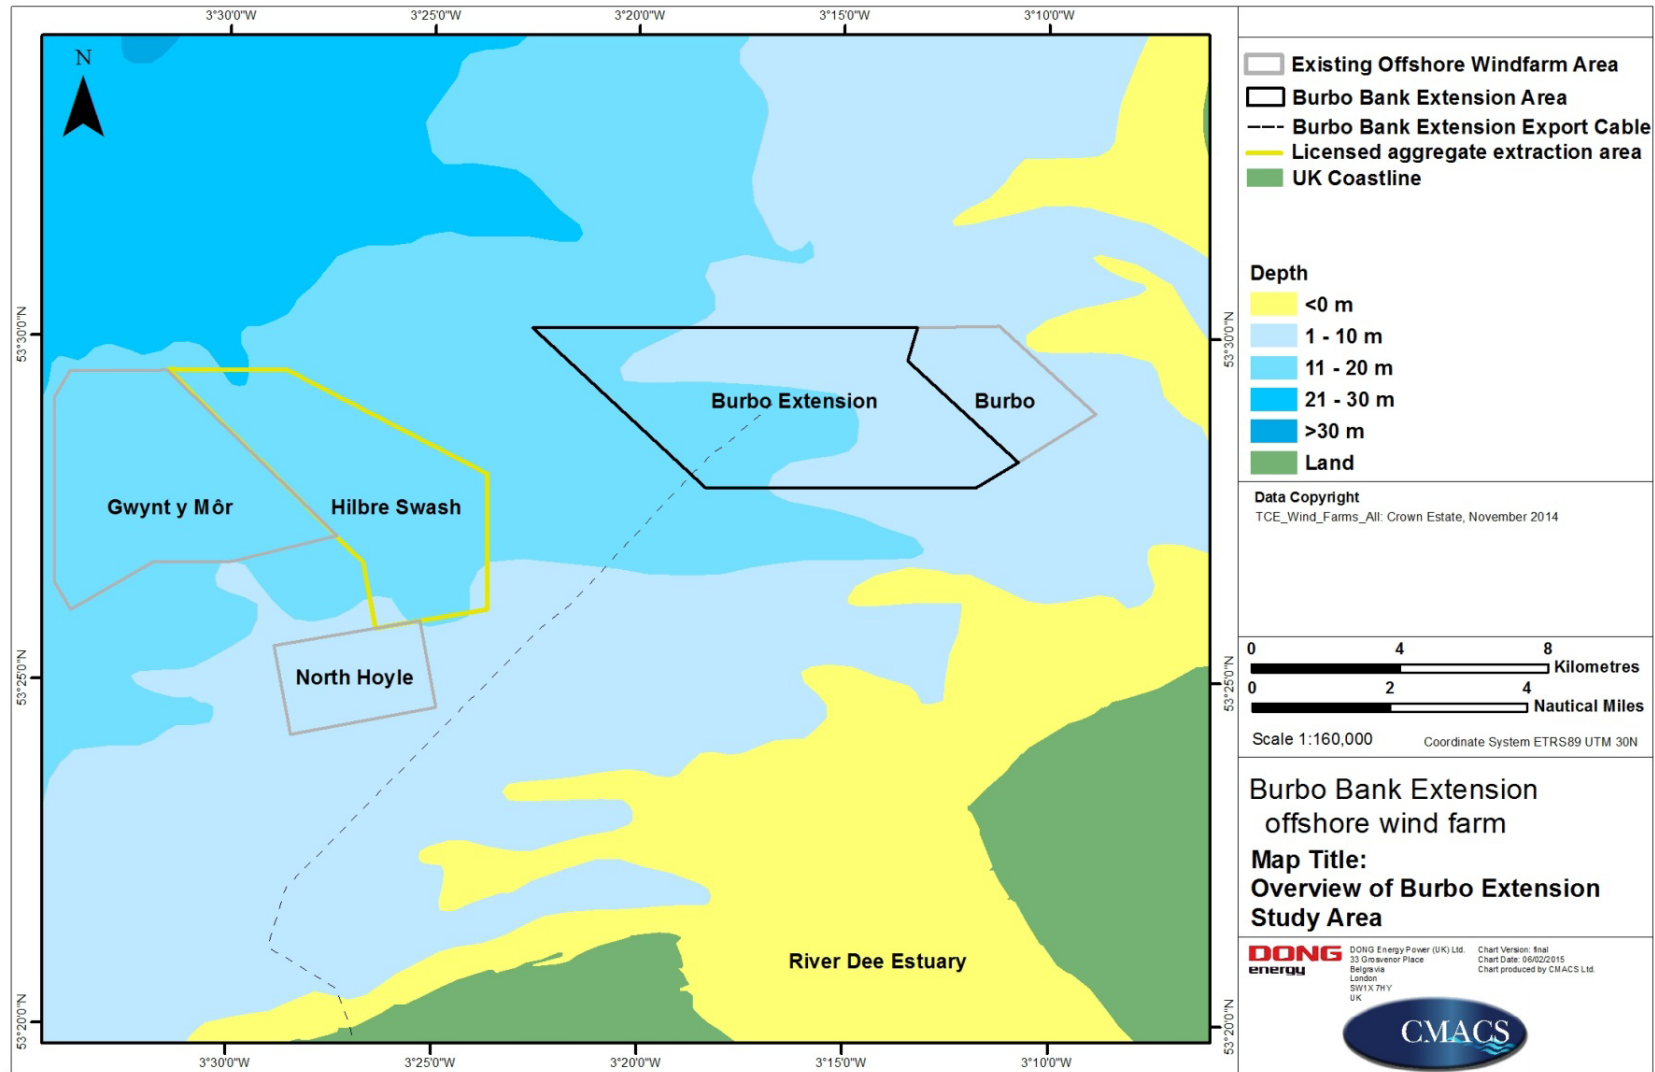 3°30'0"W 3°25'0"W 3°20'0"W 3°15'0"W 3°10'0"W
N
53°30'0"N
53°25'0"N
53°20'0"N
Burbo Extension
Burbo
Gwynt y Môr
Hilbre Swash
North Hoyle
River Dee Estuary
53°30'0"N
53°25'0"N
53°20'0"N
3°30'0"W 3°25'0"W 3°20'0"W 3°15'0"W 3°10'0"W
Existing Offshore Windfarm Area
Burbo Bank Extension Area
Burbo Bank Extension Export Cable
Licensed aggregate extraction area
UK Coastline
Depth
<0 m
1 - 10 m
11 - 20 m
21 - 30 m
>30 m
Land
Data Copyright
TCE_Wind_Farms_All: Crown Estate, November 2014
0 4 8
Kilometres
0 2 4
Nautical Miles
Scale 1:160,000
Coordinate System ETRS89 UTM 30N
Burbo Bank Extension
offshore wind farm
Map Title:
Overview of Burbo Extension
Study Area
DONG
energy
DONG Energy Power (UK) Ltd.
33 Grosvenor Place
Belgravia
London
SW1X 7HY
UK
Chart Version: final
Chart Date: 06/02/2015
Chart produced by CMACS Ltd.
CMACS